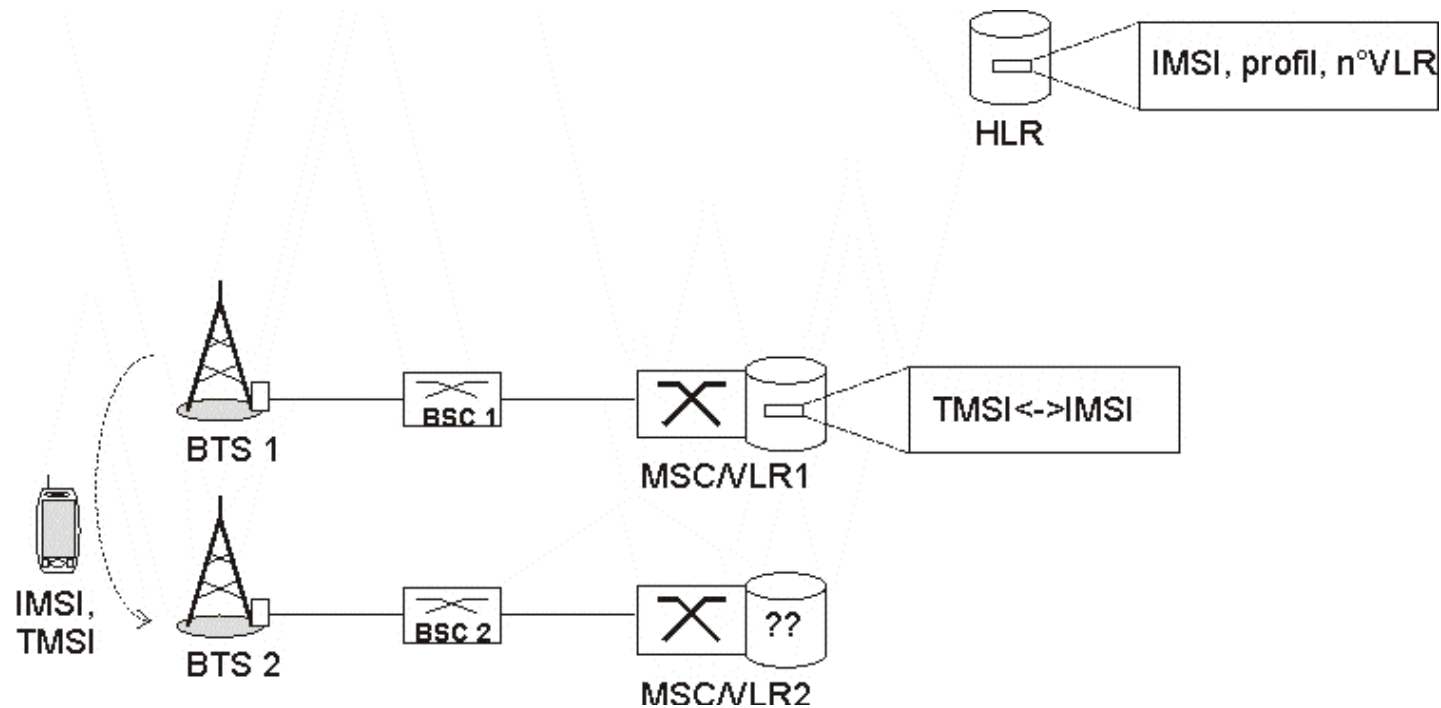 IMSI, profil, n°VLR
HLR
BSC 1
TMSI<->IMSI
BTS 1
MSC/VLR1
IMSI,
TMSI
BSC 2
??
BTS 2
MSC/VLR2